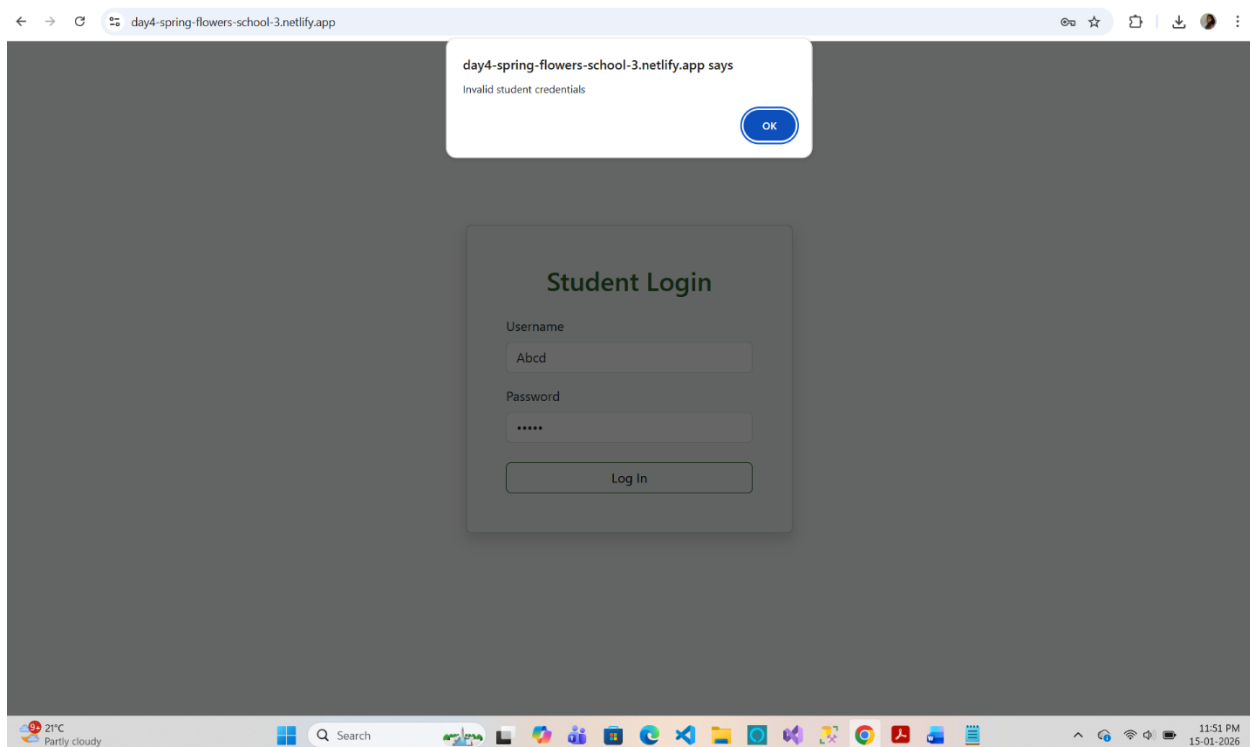 day4-spring-flowers-school-3.netlify.app
day4-spring-flowers-school-3.netlify.app says
Invalid student credentials
OK
Student Login
Username
Abcd
Password
•••••
Log In
9+
21°C
Partly cloudy
Search
11:51 PM
15-01-2026